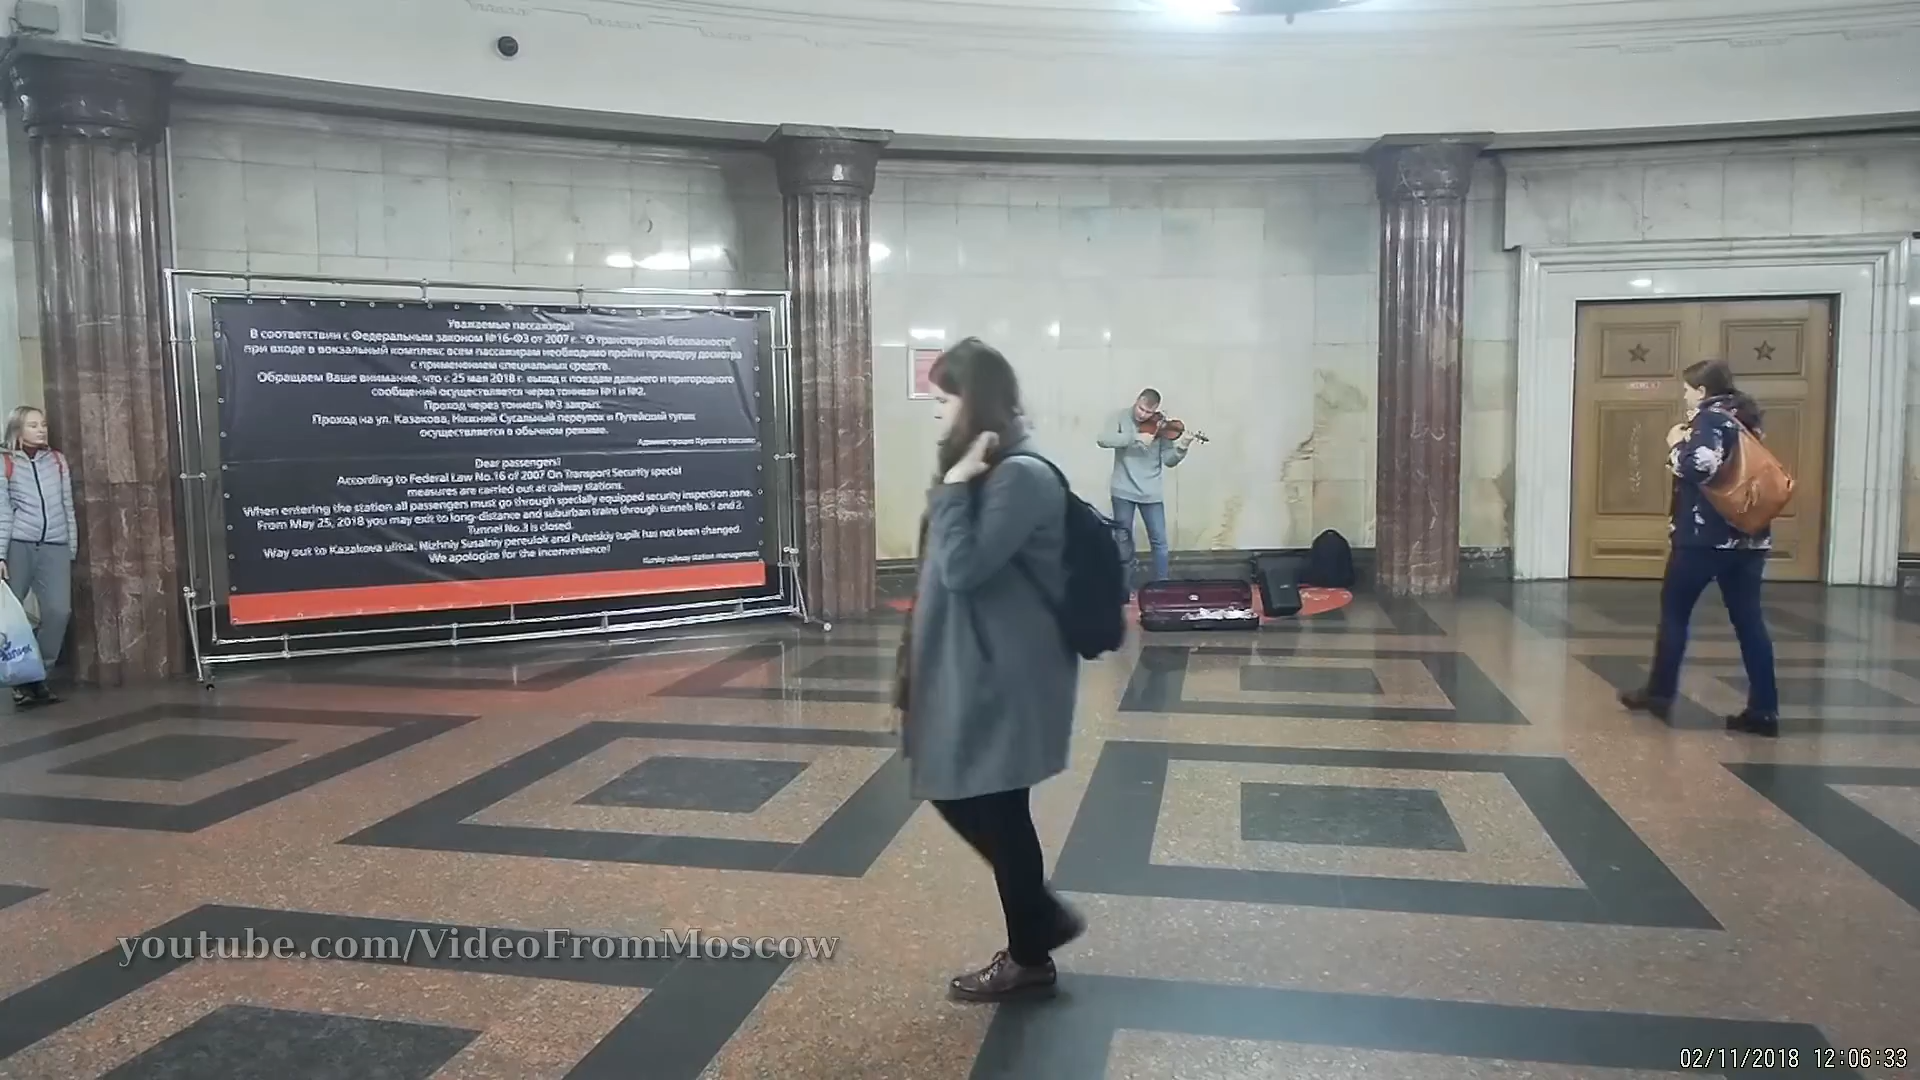 Уважаемые пассажиры!
В соответствии с Федеральным законом №16-ФЗ от 2007 г. "О транспортной безопасности"
при входе в вокзальный комплекс всем пассажирам необходимо пройти процедуру досмотра
с применением специальных средств.
Обращаем Ваше внимание, что с 25 мая 2018 г. выход к поездам дальнего и пригородного
сообщений осуществляется через тоннели №1 и №2.
Проход через тоннель №3 закрыт.
Проход на ул. Казакова, Нижний Сусальный переулок и Путейский тупик
осуществляется в обычном режиме.
Администрация Курского вокзала
Dear passengers!
According to Federal Law No.16 of 2007 On Transport Security special
measures are carried out at railway stations.
When entering the station all passengers must go through specially equipped security inspection zone.
From May 25, 2018 you may exit to long-distance and suburban trains through tunnels No.1 and 2.
Tunnel No.3 is closed.
Way out to Kazakova ulitsa, Nizhniy Susalniy pereulok and Puteiskiy tupik has not been changed.
We apologize for the inconvenience!
Kursky railway station management
youtube.com/VideoFromMoscow
02/11/2018 12:06:33